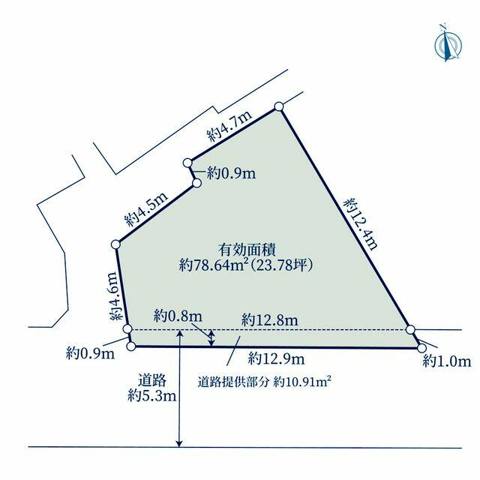 N
約4.7m
約0.9m
約4.5m
約12.4m
有効面積
約78.64m²(23.78坪)
約4.6m
約0.8m
約12.8m
約0.9m
約12.9m
約1.0m
道路
約5.3m
道路提供部分 約10.91m²